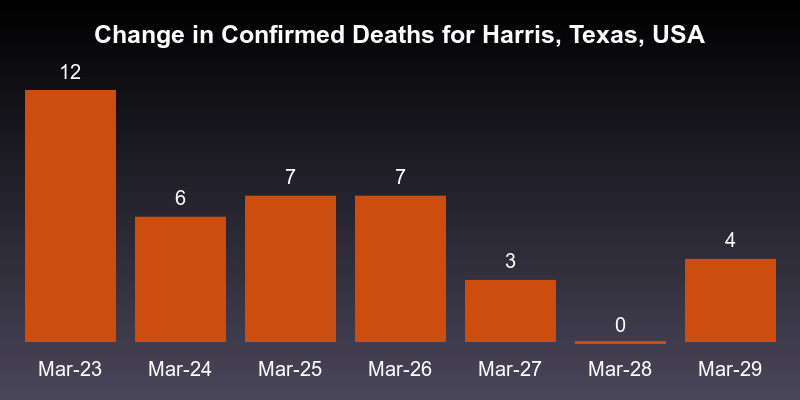 Change in Confirmed Deaths for Harris, Texas, USA
12
6
7
7
3
0
4
Mar-23
Mar-24
Mar-25
Mar-26
Mar-27
Mar-28
Mar-29